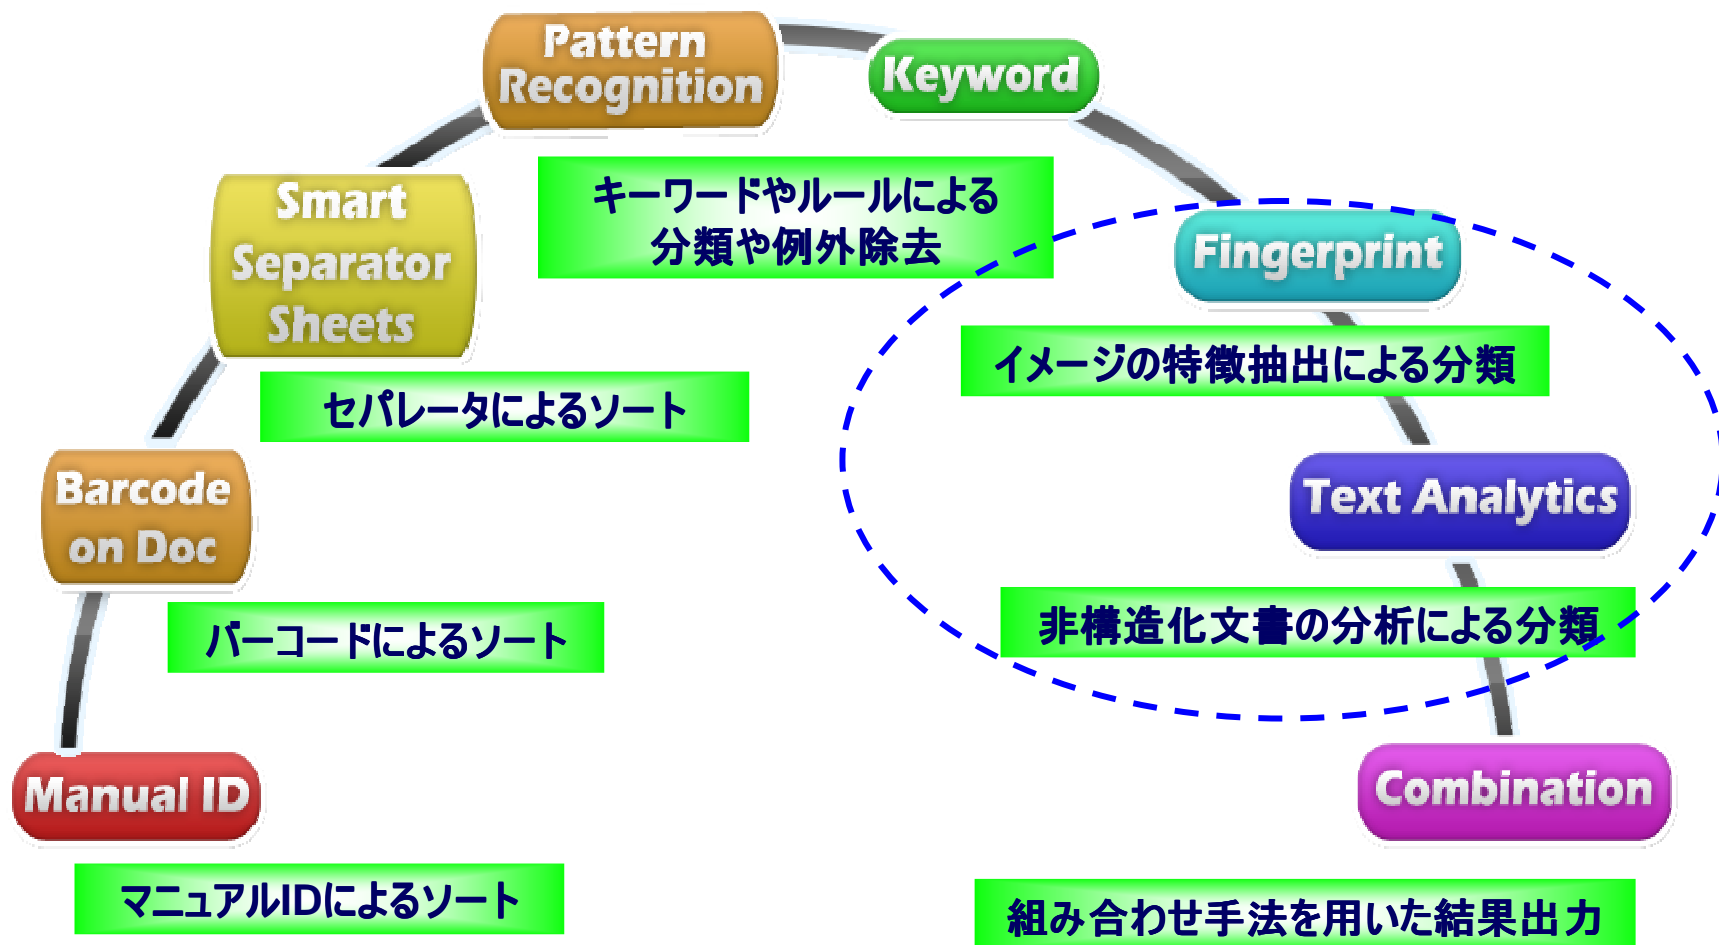 Pattern
Recognition
Keyword
キーワードやルールによる
分類や例外除去
Smart
Separator
Sheets
セパレータによるソート
Fingerprint
イメージの特徴抽出による分類
Barcode
on Doc
バーコードによるソート
Text Analytics
非構造化文書の分析による分類
Manual ID
マニュアルIDによるソート
Combination
組み合わせ手法を用いた結果出力